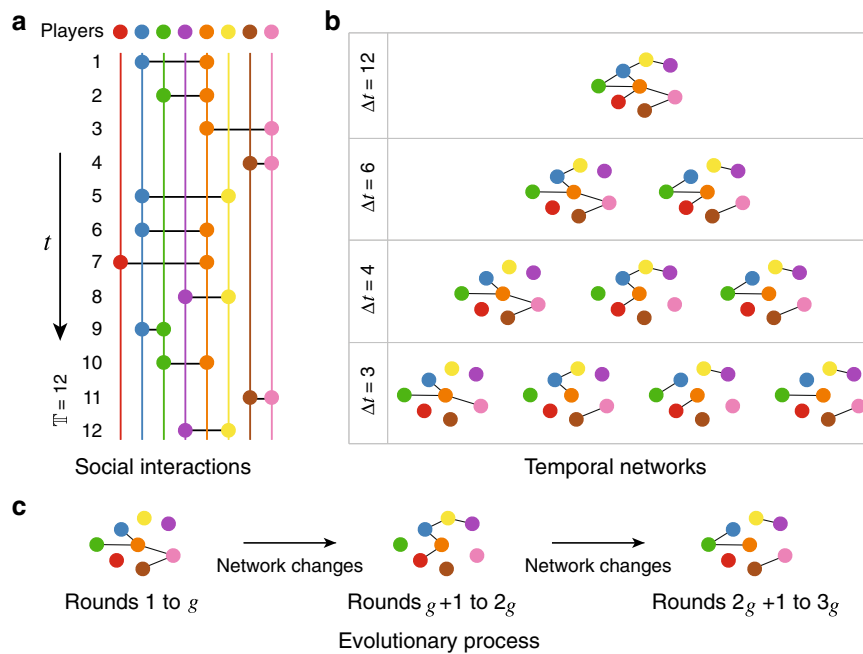 a
Players
1
2
3
4
5
6
7
8
9
10
11
12
t
𝕋 = 12
Social interactions
b
Δt = 12
Δt = 6
Δt = 4
Δt = 3
Temporal networks
c
Network changes
Network changes
Rounds 1 to g
Rounds g+1 to 2g
Rounds 2g +1 to 3g
Evolutionary process